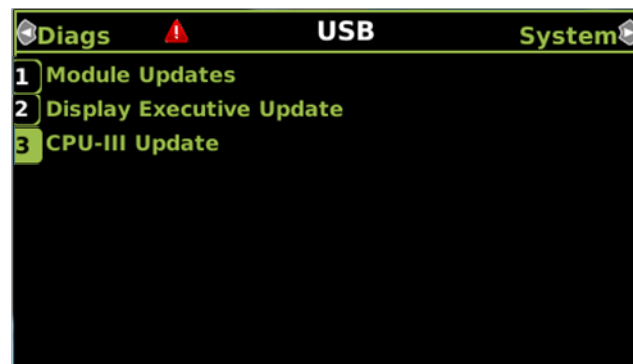 Diags ! USB System
1 Module Updates
2 Display Executive Update
3 CPU-III Update